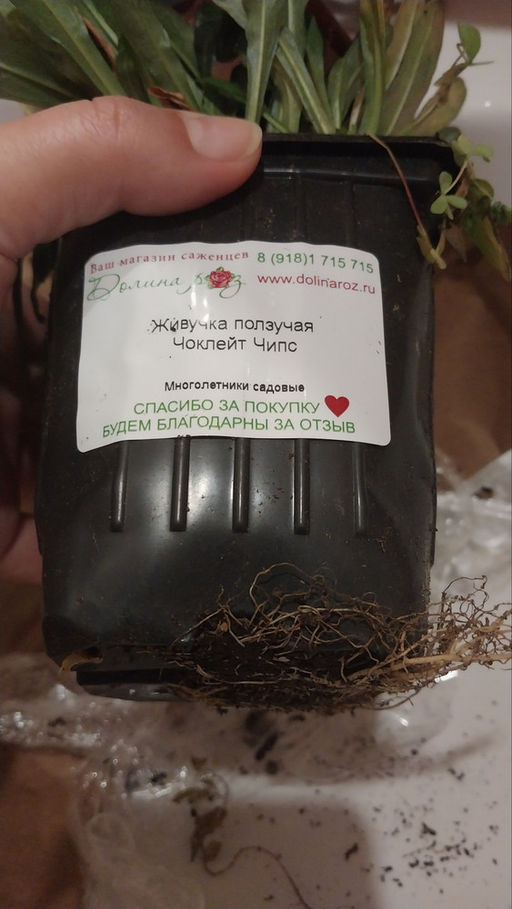 Ваш магазин саженцев 8 (918)1 715 715
Долина роз www.dolinaroz.ru
Живучка ползучая
Чоклейт Чипс
Многолетники садовые
СПАСИБО ЗА ПОКУПКУ ❤
БУДЕМ БЛАГОДАРНЫ ЗА ОТЗЫВ